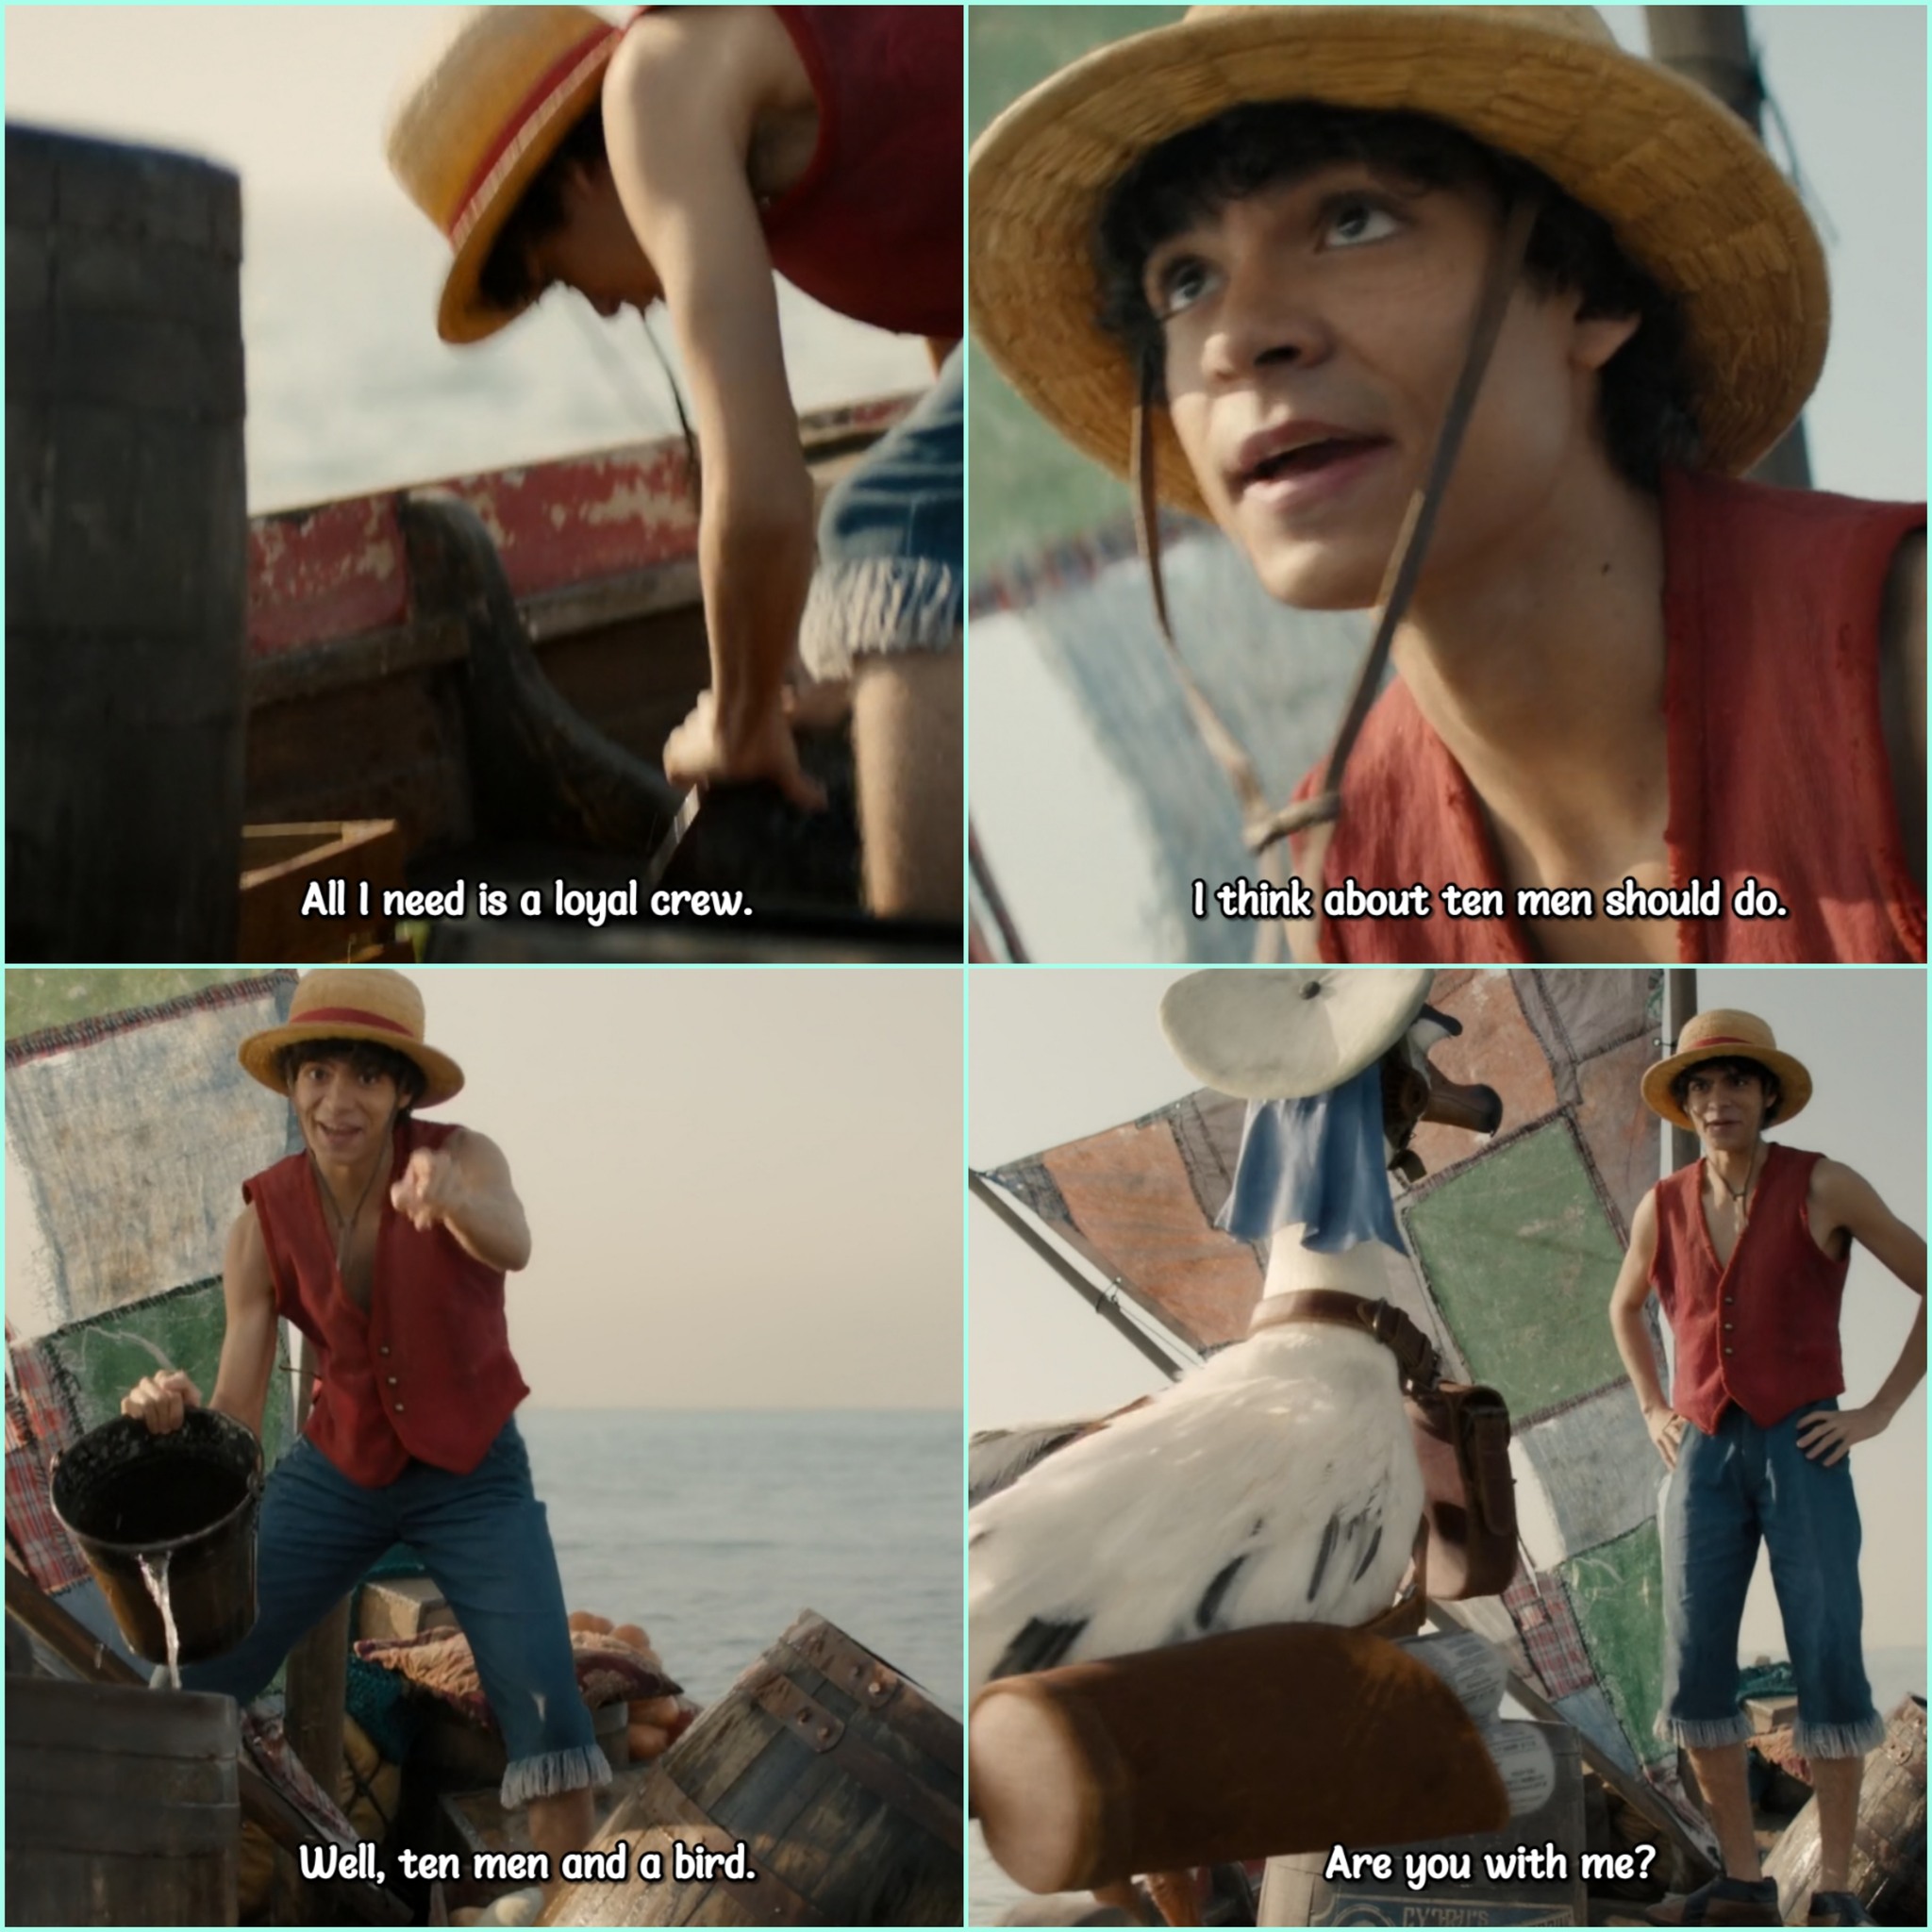 All I need is a loyal crew.
I think about ten men should do.
Well, ten men and a bird.
Are you with me?